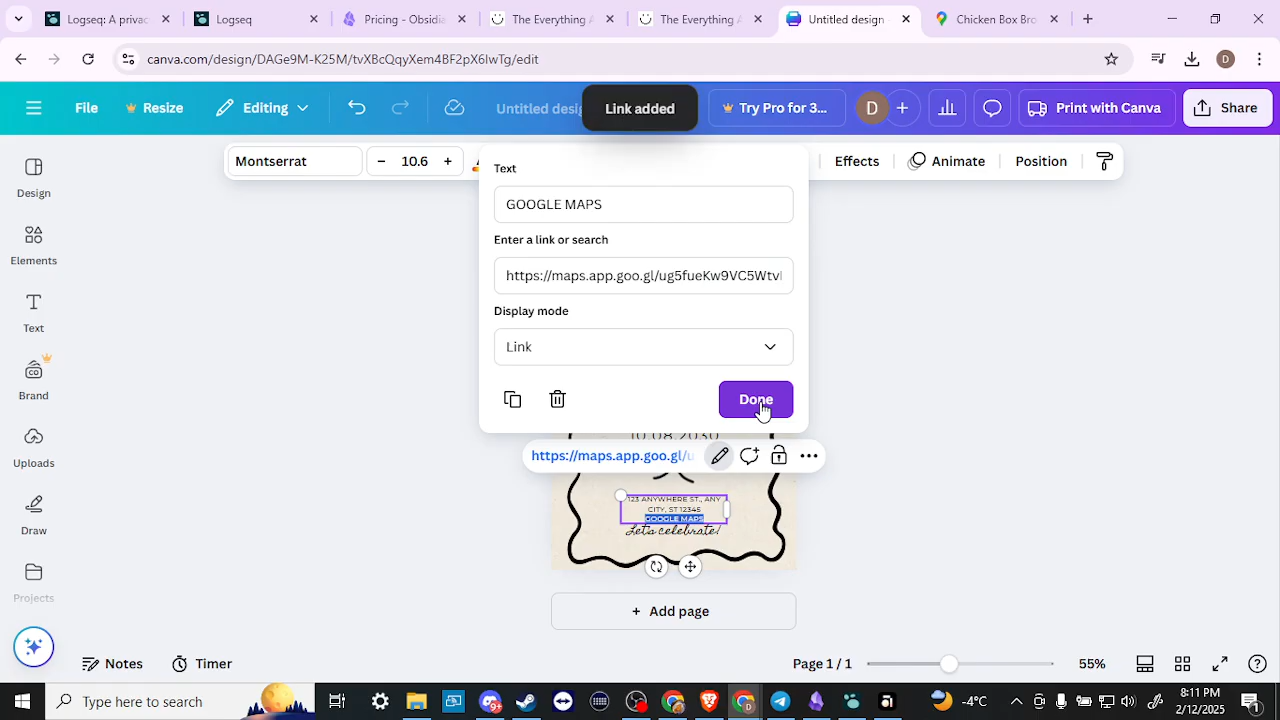 Logseq: A privac
Logseq
Pricing - Obsidia
The Everything A
The Everything A
Untitled design -
Chicken Box Bro
canva.com/design/DAGe9M-K25M/tvXBcQqyXem4BF2pX6IwTg/edit
D
File
Resize
Editing
Untitled desig
Link added
Try Pro for 3...
D
Print with Canva
Share
Montserrat
10.6
Effects
Animate
Position
Text
GOOGLE MAPS
Enter a link or search
https://maps.app.goo.gl/ug5fueKw9VC5Wtv
Display mode
Link
Done
Design
Elements
Text
Brand
Uploads
Draw
Projects
10.08.2030
https://maps.app.goo.gl/u
123 ANYWHERE ST., ANY
CITY, ST 12345
GOOGLE MAPS
Let's celebrate!
+ Add page
Notes
Timer
Page 1 / 1
55%
Type here to search
-4°C
8:11 PM
2/12/2025